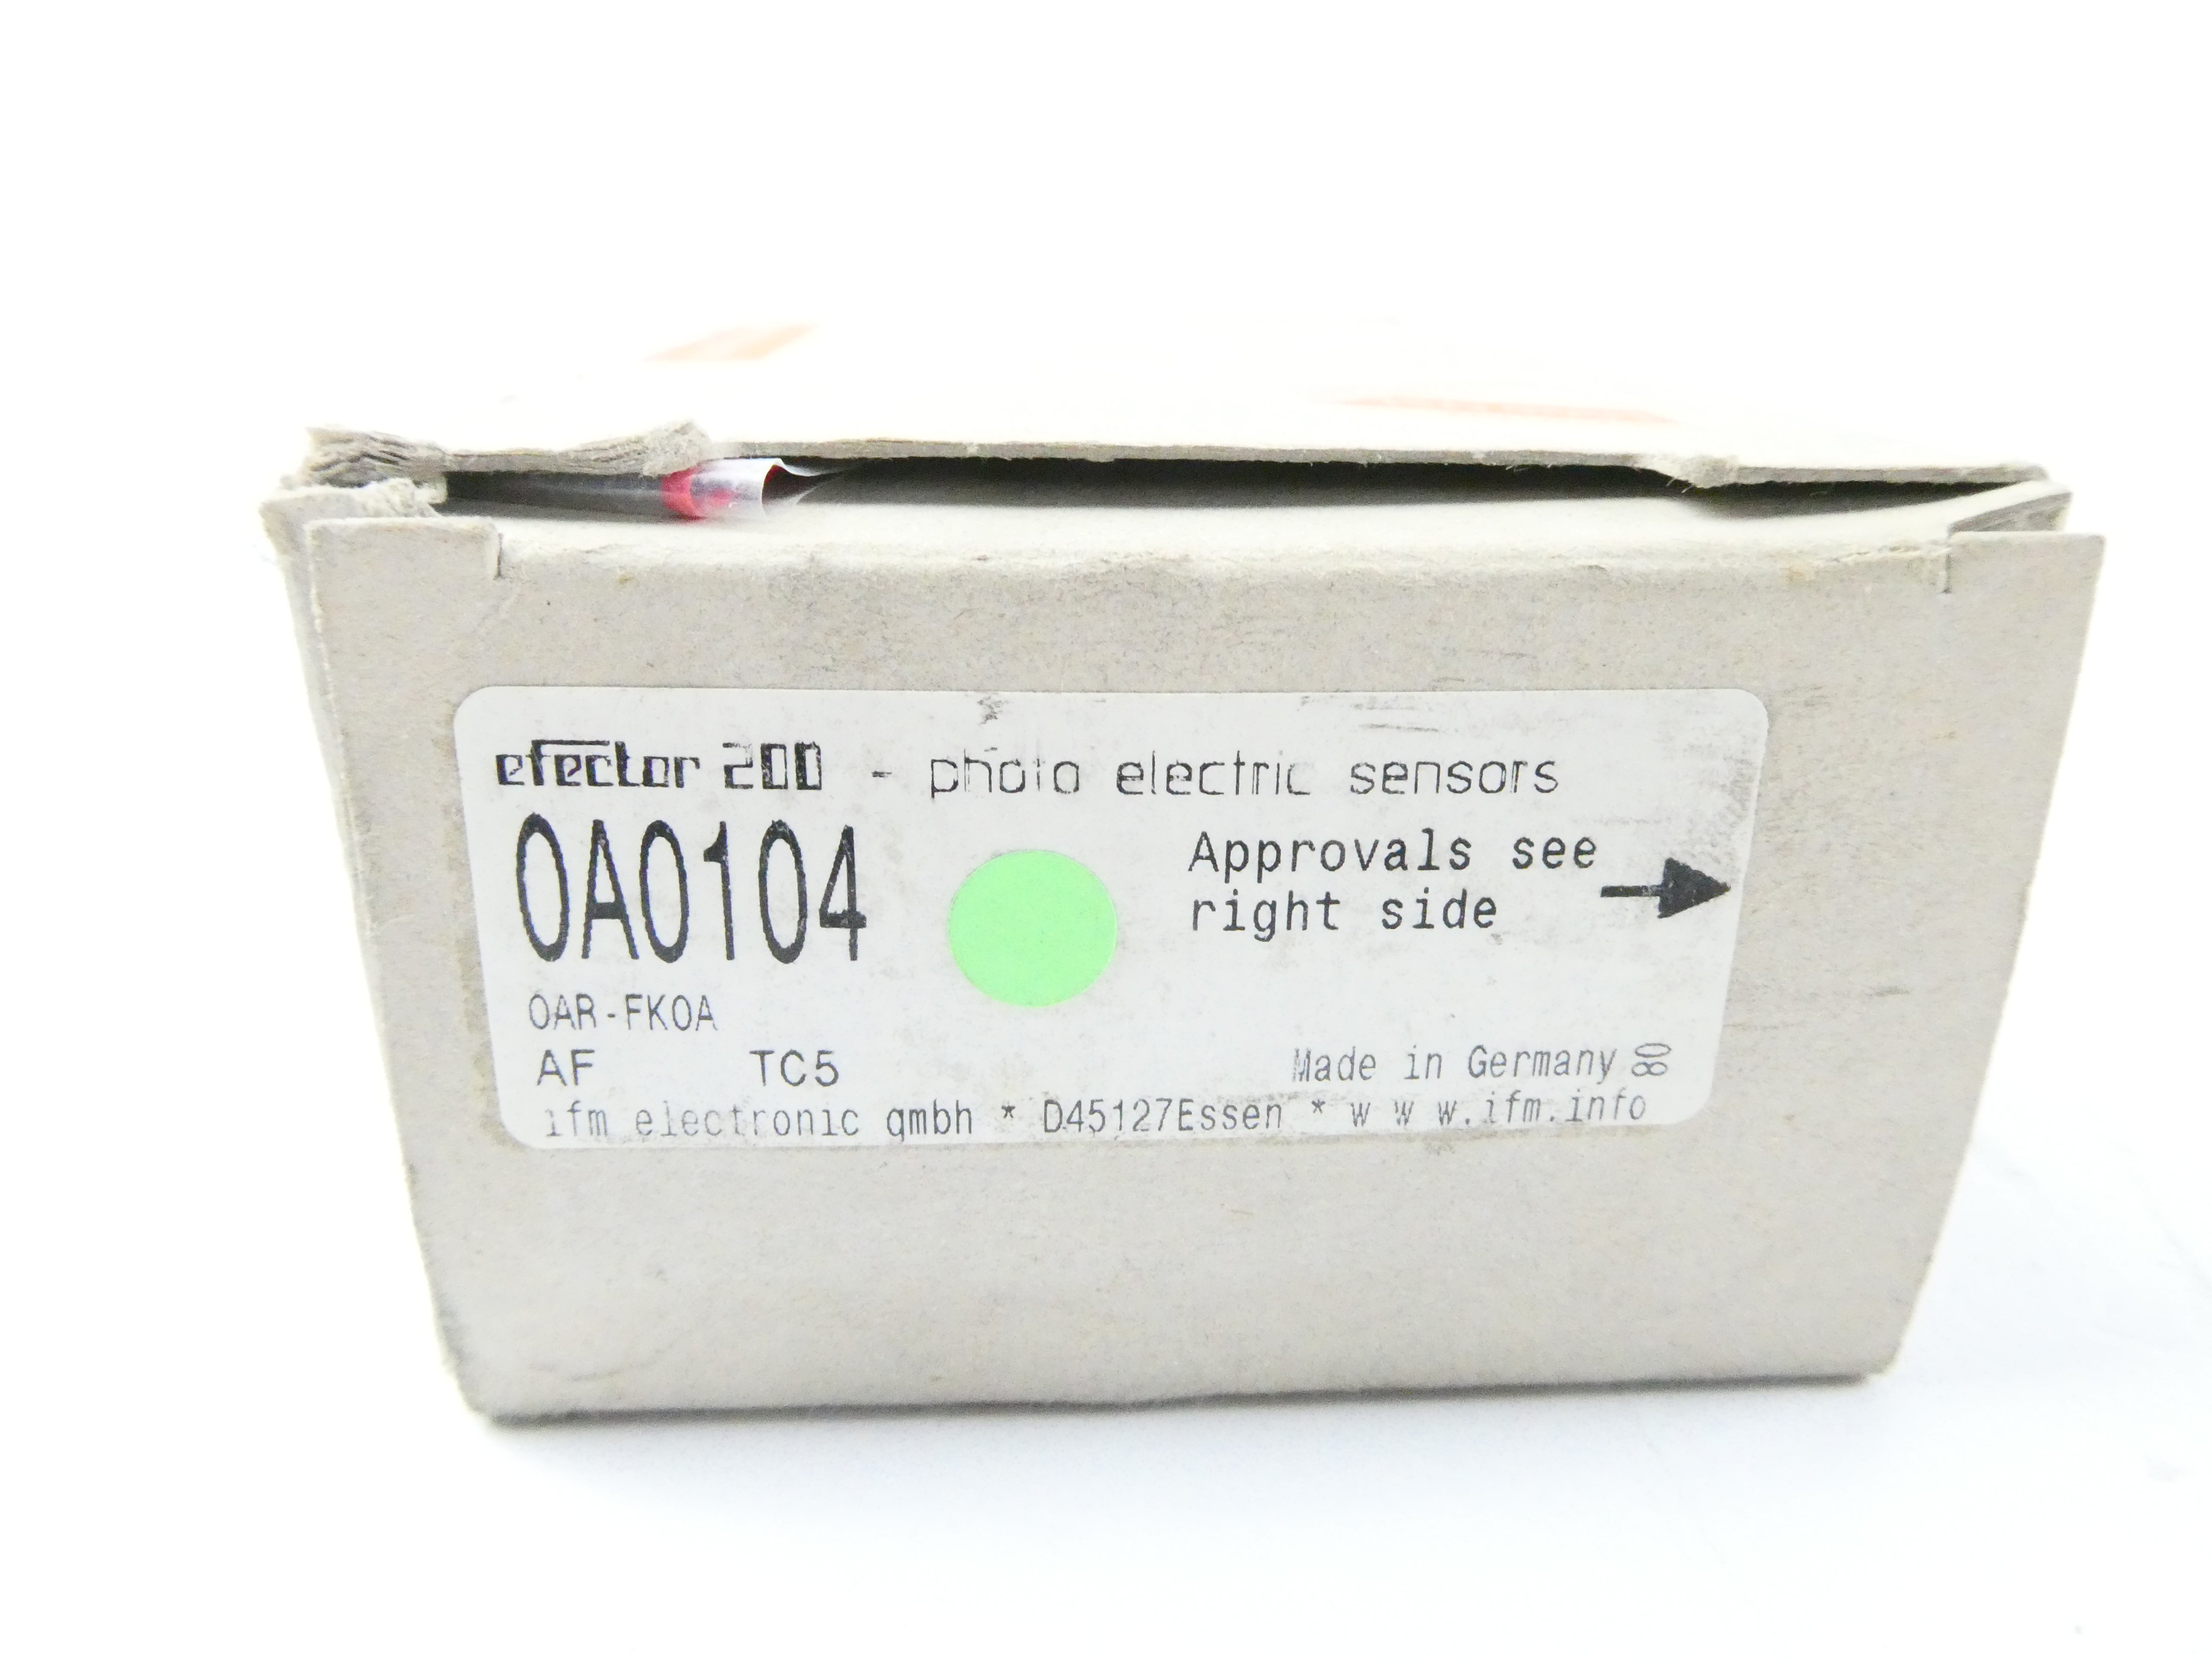 efector 200 - photo electric sensors
OA0104
Approvals see
right side
OAR-FKOA
AF TC5
Made in Germany 80
ifm electronic gmbh * D45127Essen * w w w.ifm.info